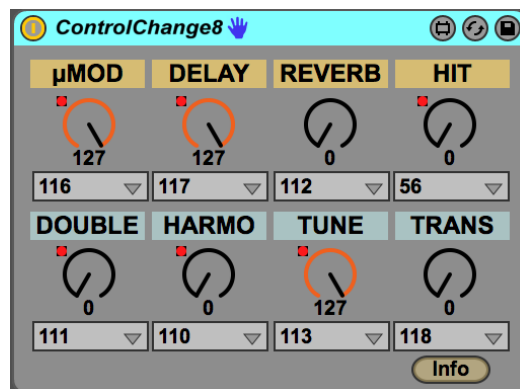 ControlChange8
µMOD DELAY REVERB HIT
127 127 0 0
116 117 112 56
DOUBLE HARMO TUNE TRANS
0 0 127 0
111 110 113 118
Info